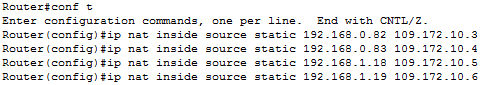 Router#conf t
Enter configuration commands, one per line.  End with CNTL/Z.
Router(config)#ip nat inside source static 192.168.0.82 109.172.10.3
Router(config)#ip nat inside source static 192.168.0.83 109.172.10.4
Router(config)#ip nat inside source static 192.168.1.18 109.172.10.5
Router(config)#ip nat inside source static 192.168.1.19 109.172.10.6